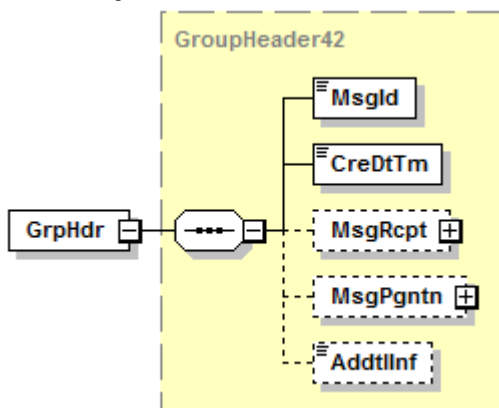 GroupHeader42
MsgId
CreDtTm
GrpHdr
MsgRcpt
MsgPgntn
AddtlInf